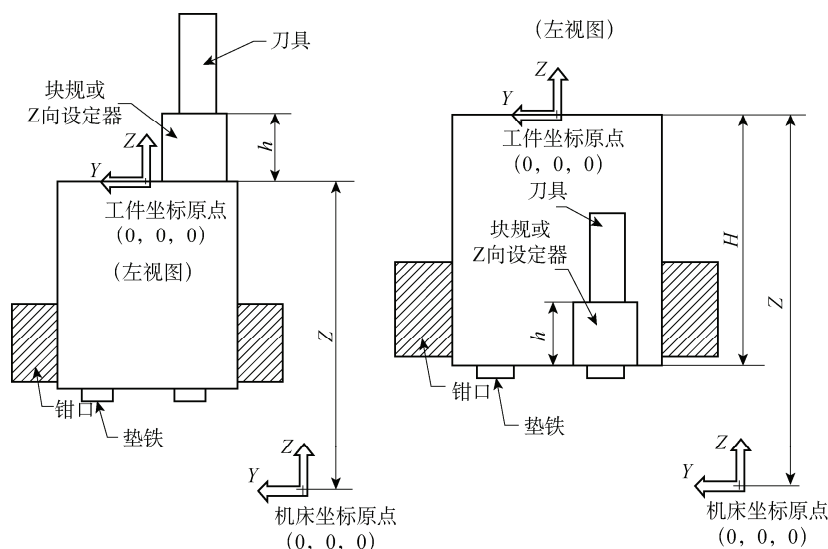 刀具
块规或
Z向设定器
h
Z
Y
工件坐标原点
(0, 0, 0)
(左视图)
Z
钳口
垫铁
Z
Y
机床坐标原点
(0, 0, 0)
(左视图)
Z
Y
工件坐标原点
(0, 0, 0)
刀具
块规或
Z向设定器
H
Z
h
钳口
垫铁
Z
Y
机床坐标原点
(0, 0, 0)